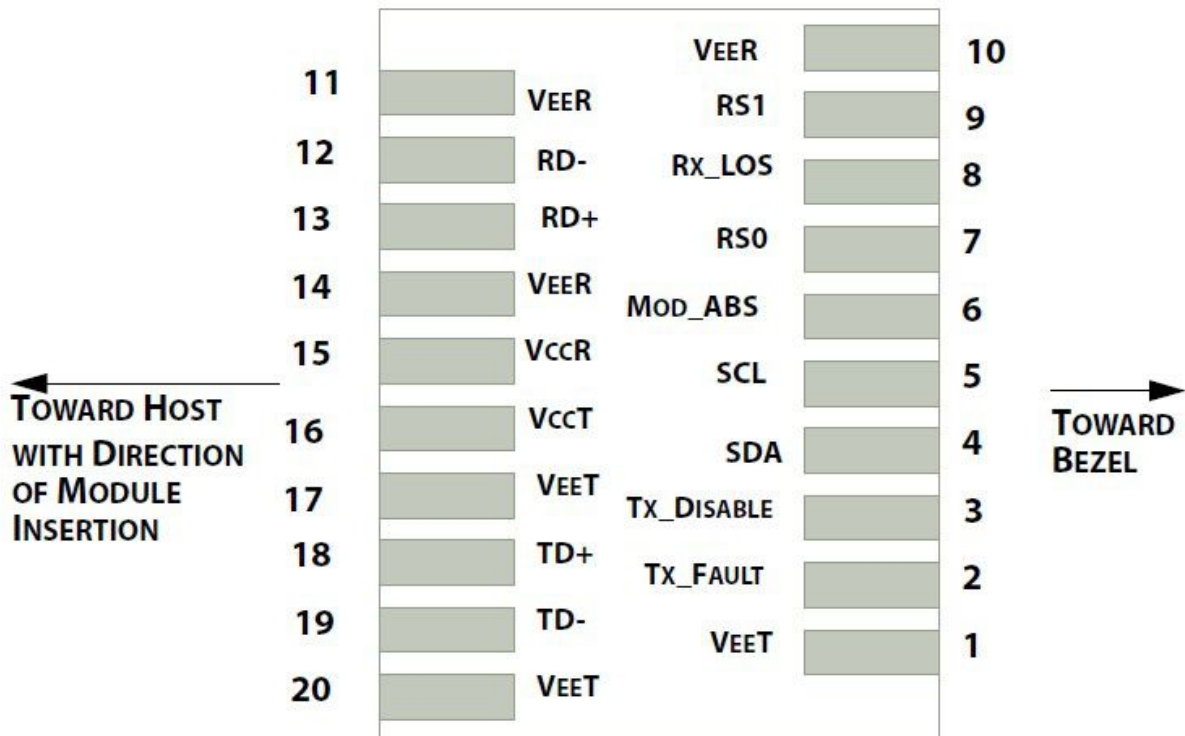 11
VEER
12
RD-
13
RD+
14
VEER
15
VCCR
16
VCCT
17
VEET
18
TD+
19
TD-
20
VEET
TOWARD HOST
WITH DIRECTION
OF MODULE
INSERTION
VEER
10
RS1
9
RX_LOS
8
RS0
7
MOD_ABS
6
SCL
5
SDA
4
TX_DISABLE
3
TX_FAULT
2
VEET
1
TOWARD
BEZEL